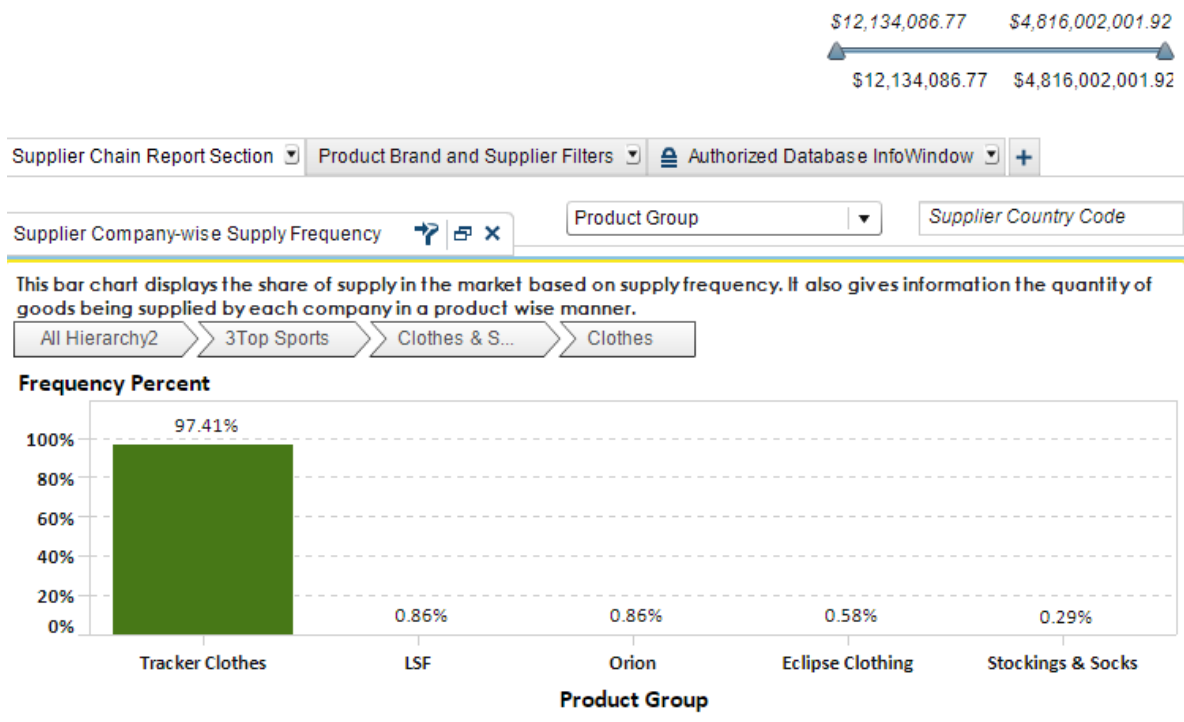 $12,134,086.77 $4,816,002,001.92
$12,134,086.77 $4,816,002,001.92
Supplier Chain Report Section Product Brand and Supplier Filters Authorized Database InfoWindow +
Product Group Supplier Country Code
Supplier Company-wise Supply Frequency
This bar chart displays the share of supply in the market based on supply frequency. It also gives information the quantity of
goods being supplied by each company in a product wise manner.
All Hierarchy2 3Top Sports Clothes & S... Clothes
Frequency Percent
97.41%
100%
80%
60%
40%
20%
0.86% 0.86% 0.58% 0.29%
0%
Tracker Clothes LSF Orion Eclipse Clothing Stockings & Socks
Product Group